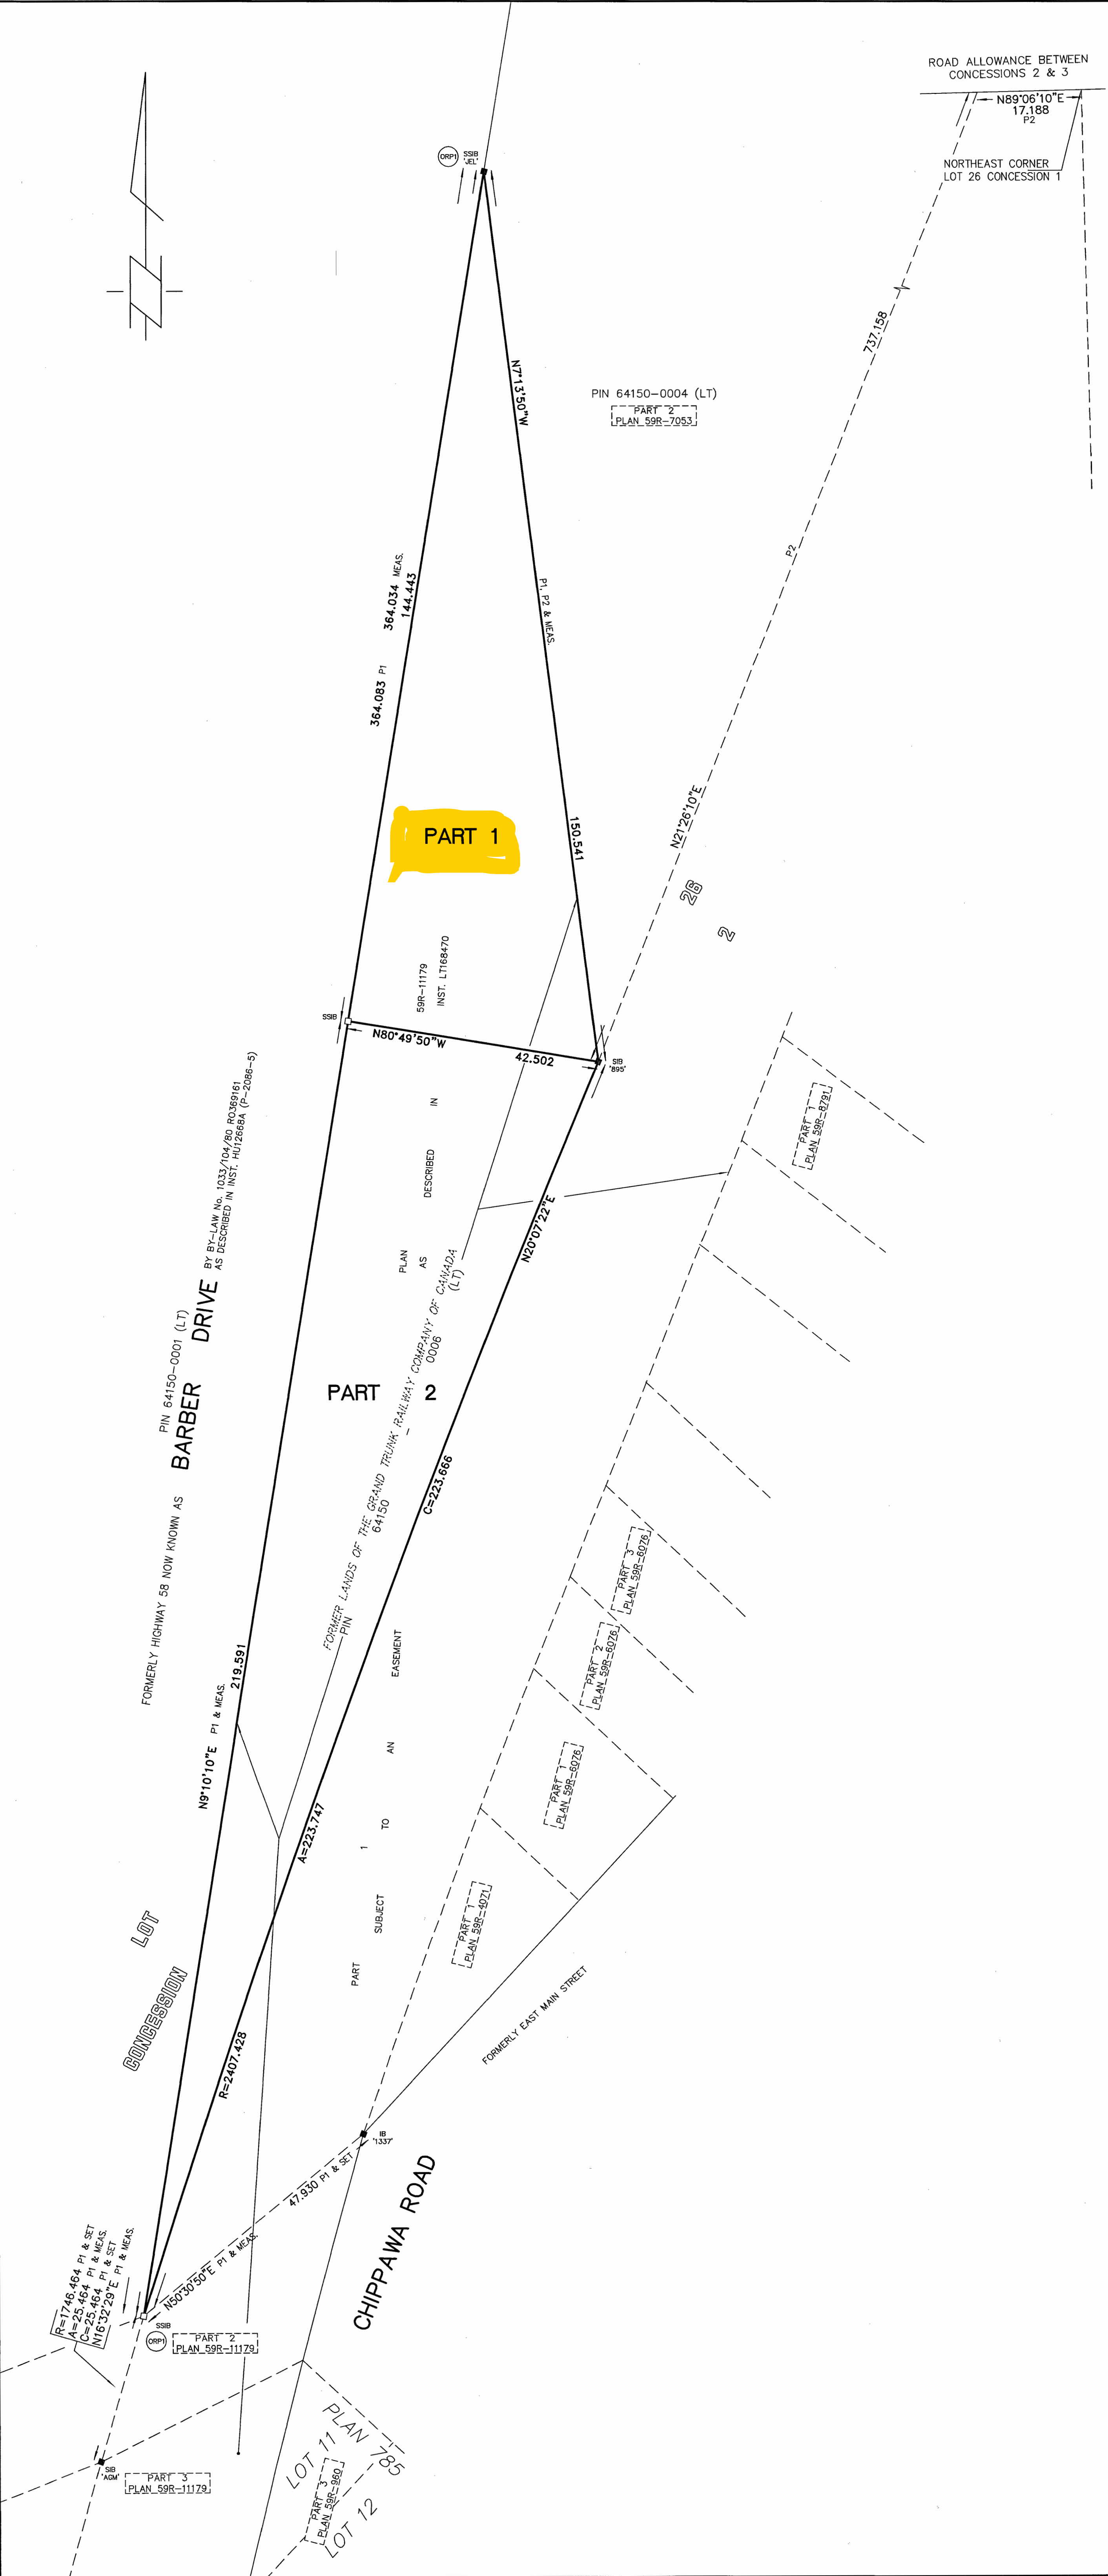 ROAD ALLOWANCE BETWEEN
CONCESSIONS 2 & 3
N89°06'10"E
17.188
P2
NORTHEAST CORNER
LOT 26 CONCESSION 1
ORP1
SSIB
'JEL'
N7°13'50"W
737.158
PIN 64150-0004 (LT)
PART 2
PLAN 59R-7053
P2
364.034 MEAS.
144.443
P1, P2 & MEAS.
364.083 P1
PART 1
150.541
N21°26'10"E
26
2
59R-11179
INST. LT168470
SSIB
N80°49'50"W
42.502
SIB
'895'
IN
DESCRIBED
PLAN
AS
PART 1
PLAN 59R-8791
N20°07'22"E
BY BY-LAW No. 1033/104/80 RO369161
AS DESCRIBED IN INST. HU12668A (P-2086-5)
PIN 64150-0001 (LT)
FORMERLY HIGHWAY 58 NOW KNOWN AS
BARBER DRIVE
FORMER LANDS OF THE GRAND TRUNK RAILWAY COMPANY OF CANADA
PIN 64150 - 0006 (LT)
PART 2
C=223.666
PART 3
PLAN 59R-6076
PART 2
PLAN 59R-6076
PART 1
PLAN 59R-6076
219.591
N9°10'10"E P1 & MEAS.
EASEMENT
AN
TO
1
SUBJECT
PART
A=223.747
PART 1
PLAN 59R-4071
LOT
CONCESSION
R=2407.428
FORMERLY EAST MAIN STREET
IB
'1337'
47.930 P1 & SET
N50°30'50"E P1 & MEAS.
CHIPPAWA ROAD
R=1746.464 P1 & SET
A=25.464 P1 & MEAS.
C=25.464 P1 & SET
N16°32'29"E P1 & MEAS.
SSIB
ORP1
PART 2
PLAN 59R-11179
SIB
'AGM'
PART 3
PLAN 59R-11179
PLAN 785
LOT 11
PART 3
PLAN 59R-960
LOT 12